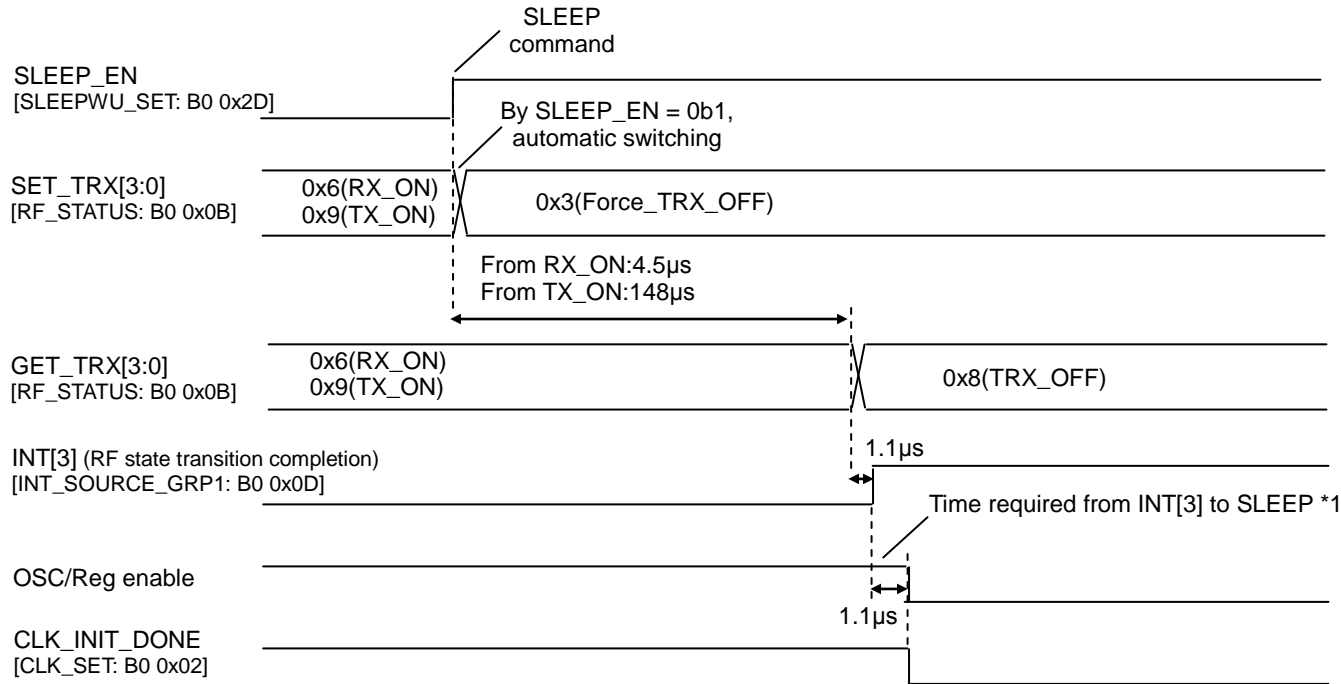 SLEEP
command
SLEEP_EN
[SLEEPWU_SET: B0 0x2D]
By SLEEP_EN = 0b1,
automatic switching
SET_TRX[3:0]
[RF_STATUS: B0 0x0B]
0x6(RX_ON)
0x9(TX_ON)
0x3(Force_TRX_OFF)
From RX_ON:4.5µs
From TX_ON:148µs
GET_TRX[3:0]
[RF_STATUS: B0 0x0B]
0x6(RX_ON)
0x9(TX_ON)
0x8(TRX_OFF)
INT[3] (RF state transition completion)
[INT_SOURCE_GRP1: B0 0x0D]
1.1µs
Time required from INT[3] to SLEEP *1
OSC/Reg enable
1.1µs
CLK_INIT_DONE
[CLK_SET: B0 0x02]